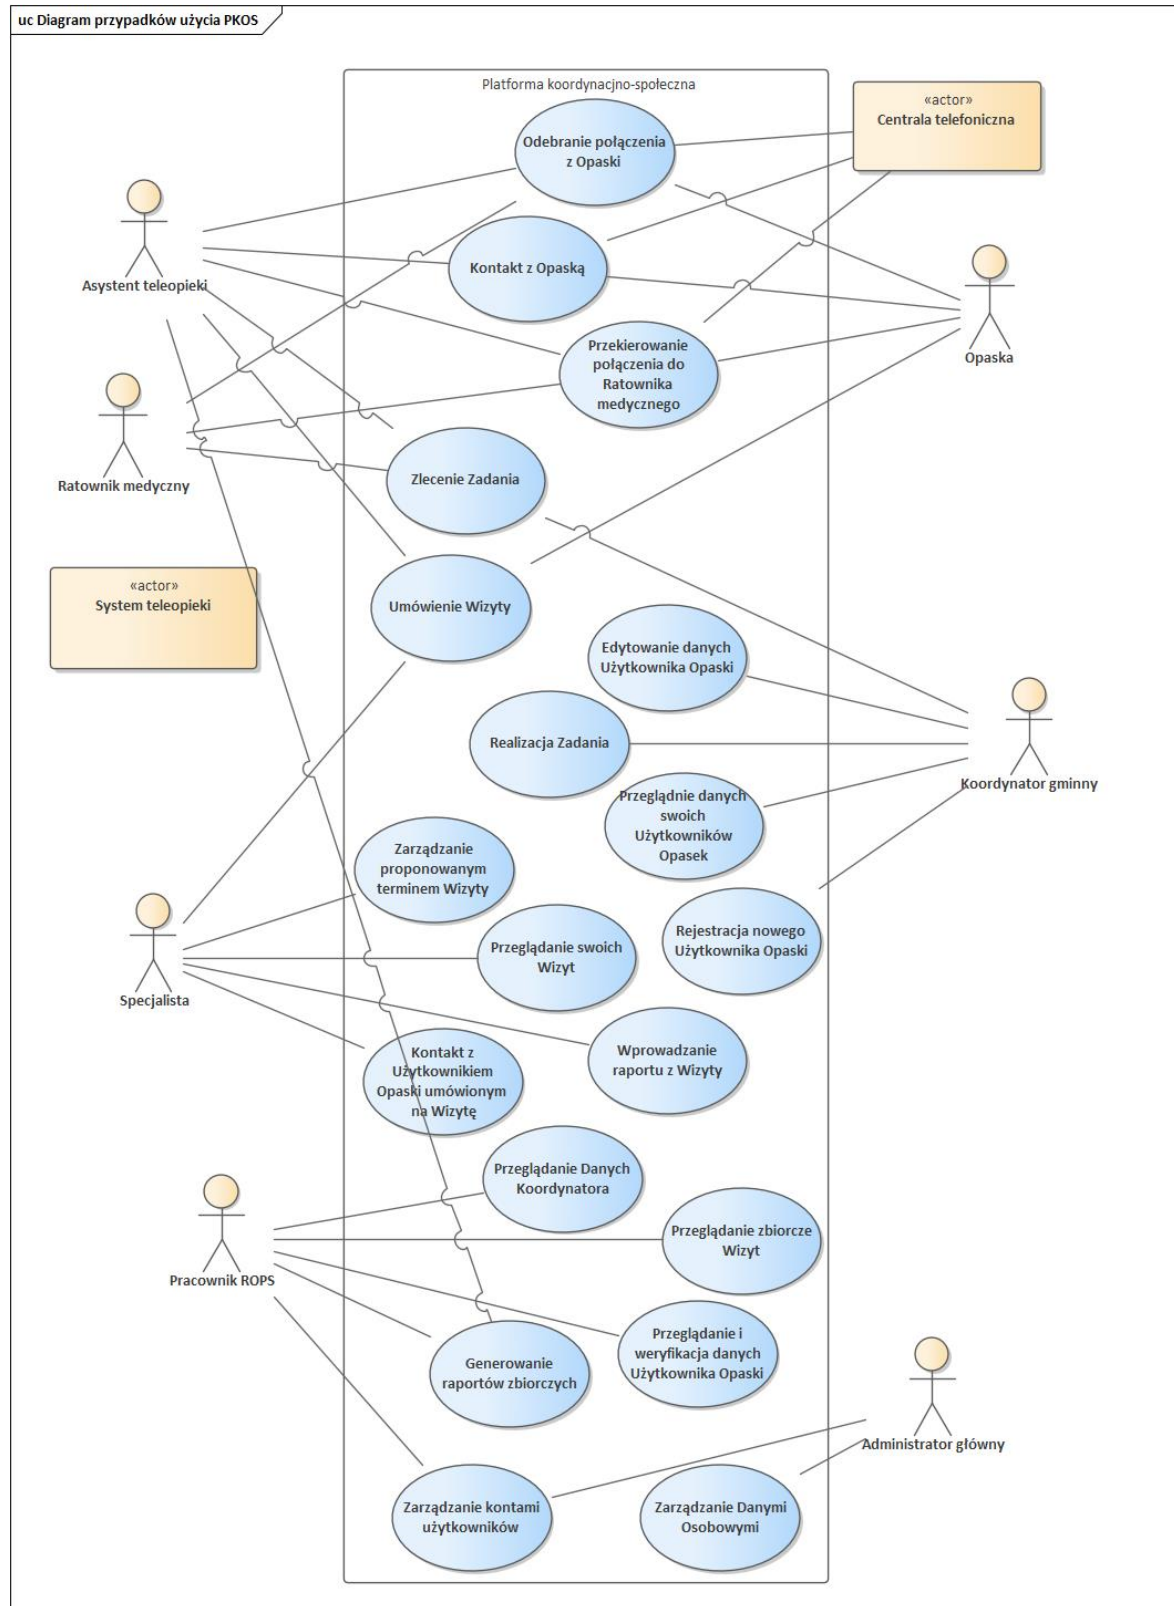 uc Diagram przypadków użycia PKOS
Platforma koordynacjno-społeczna
«actor»
Centrala telefoniczna
Odebranie połączenia
z Opaski
Asystent teleopieki
Kontakt z Opaską
Opaska
Przekierowanie
połączenia do
Ratownika
medycznego
Ratownik medyczny
Zlecenie Zadania
«actor»
System teleopieki
Umówienie Wizyty
Edytowanie danych
Użytkownika Opaski
Realizacja Zadania
Koordynator gminny
Przeglądnie danych
swoich
Użytkowników
Opasek
Zarządzanie
proponowanym
terminem Wizyty
Rejestracja nowego
Użytkownika Opaski
Przeglądanie swoich
Wizyt
Specjalista
Wprowadzanie
raportu z Wizyty
Kontakt z
Użytkownikiem
Opaski umówionym
na Wizytę
Przeglądanie Danych
Koordynatora
Przeglądanie zbiorcze
Wizyt
Pracownik ROPS
Przeglądanie i
weryfikacja danych
Użytkownika Opaski
Generowanie
raportów zbiorczych
Administrator główny
Zarządzanie kontami
użytkowników
Zarządzanie Danymi
Osobowymi